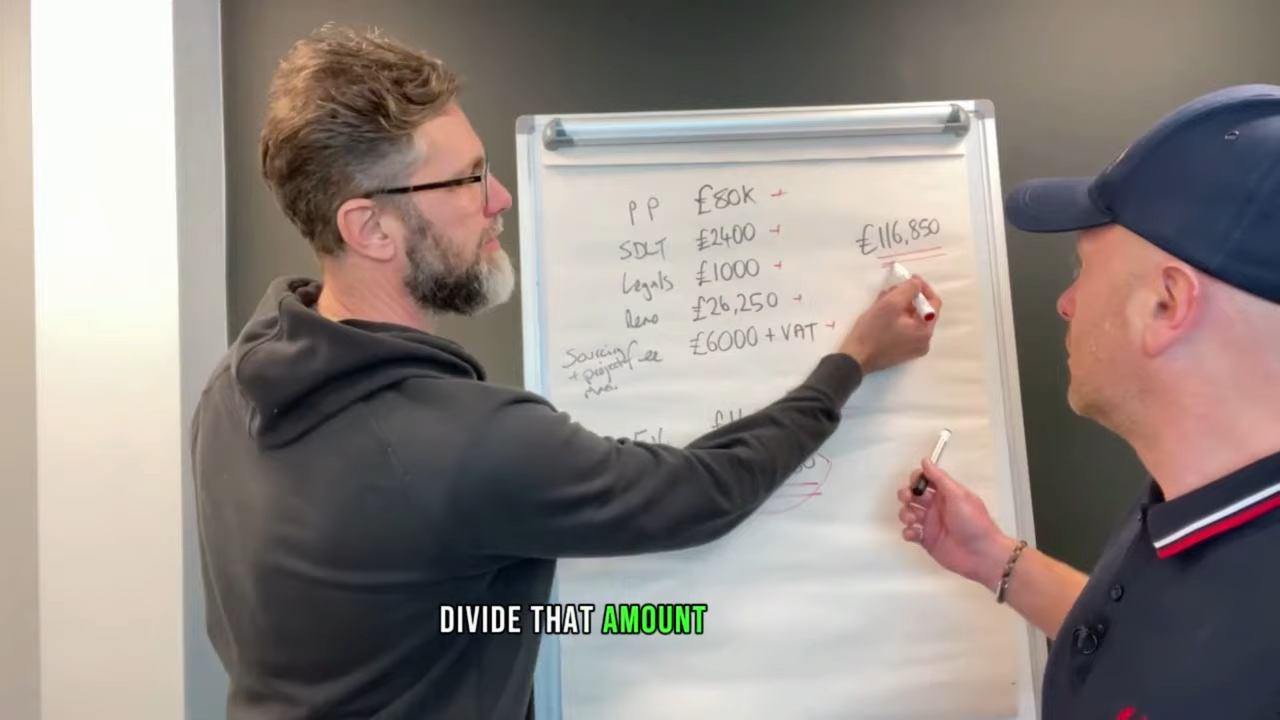 PP £80K +
SDLT £2400 +
£116,850
Legals £1000 +
Reno £26,250 +
£6000 + VAT +
Sourcing fee
+ project
DIVIDE THAT AMOUNT